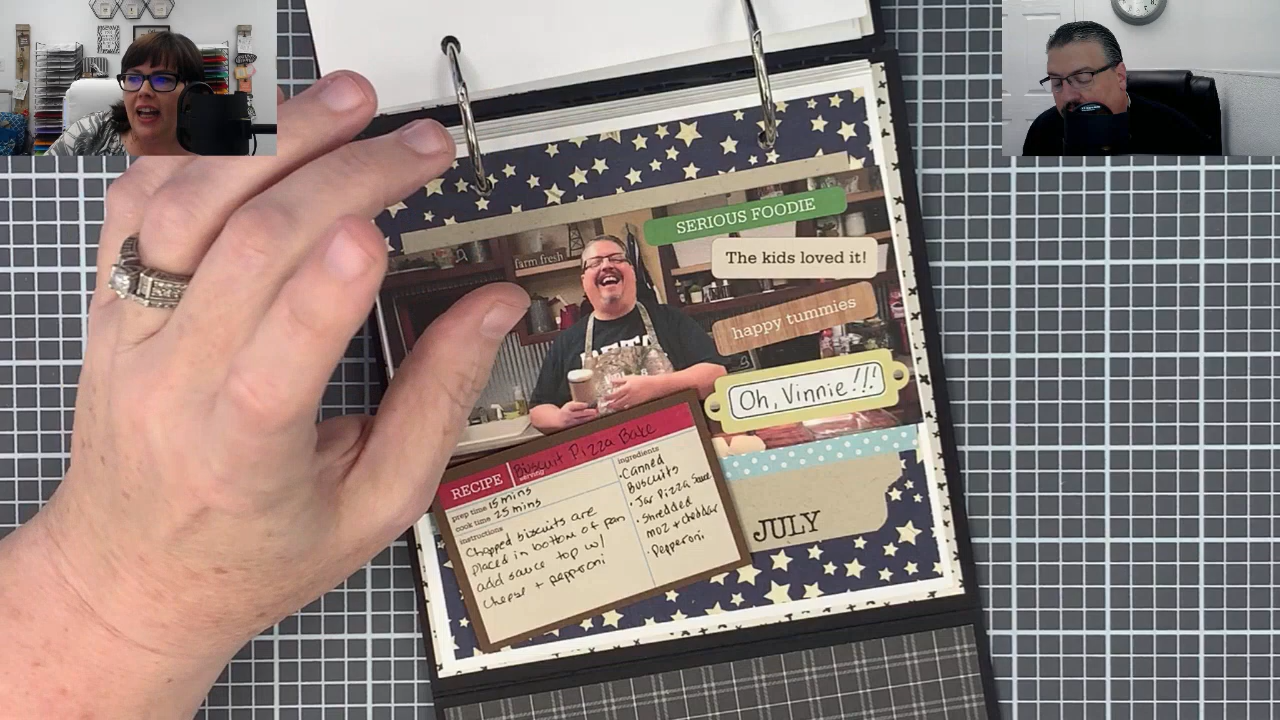 SERIOUS FOODIE
farm fresh
The kids loved it!
happy tummies
Oh, Vinnie!!!
RECIPE
Biscuit Pizza Bake
serving
prep time 15 mins
cook time 25 mins
instructions
Chopped biscuits are
placed in bottom of pan
add sauce top w/
cheese + pepperoni
ingredients
• Canned
Biscuits
• Jar Pizza Sauce
• Shredded
moz + cheddar
• Pepperoni
JULY